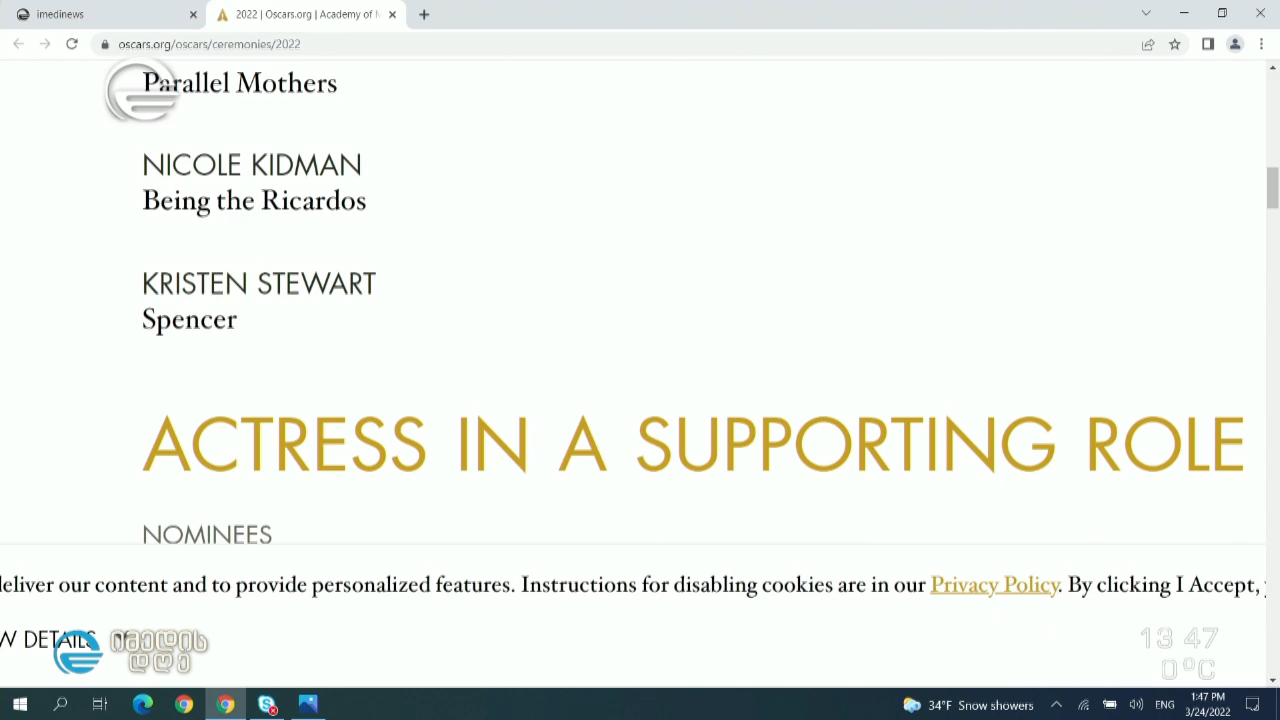 imedinews
2022 | Oscars.org | Academy of M
oscars.org/oscars/ceremonies/2022
Parallel Mothers
NICOLE KIDMAN
Being the Ricardos
KRISTEN STEWART
Spencer
ACTRESS IN A SUPPORTING ROLE
NOMINEES
deliver our content and to provide personalized features. Instructions for disabling cookies are in our Privacy Policy. By clicking I Accept,
W DETAILS
იმედის
დღე
13 47
0°C
34°F Snow showers
ENG
1:47 PM
3/24/2022